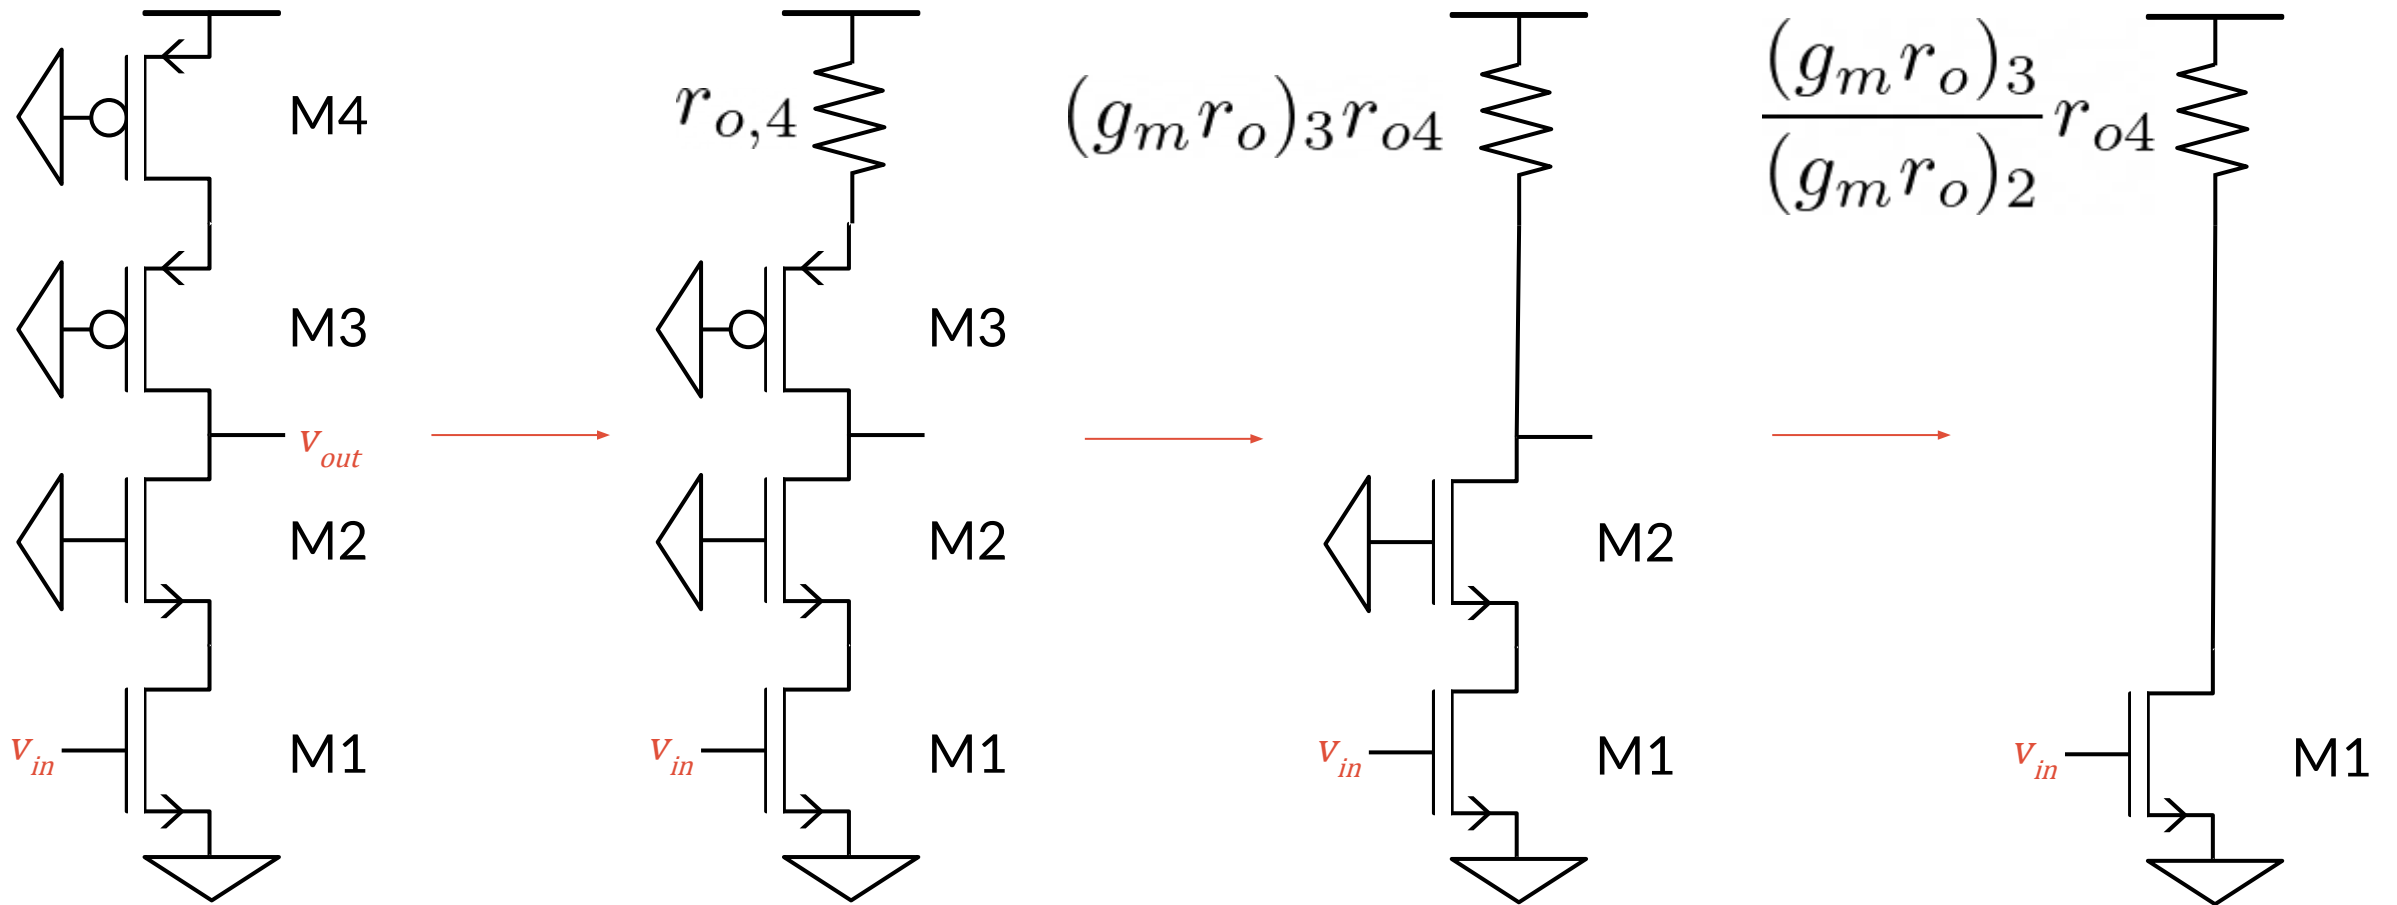 M4
M3
v_out
M2
v_in
M1
r_{o,4}
M3
M2
v_in
M1
(g_m r_o)_3 r_{o4}
M2
v_in
M1
\frac{(g_m r_o)_3}{(g_m r_o)_2} r_{o4}
v_in
M1